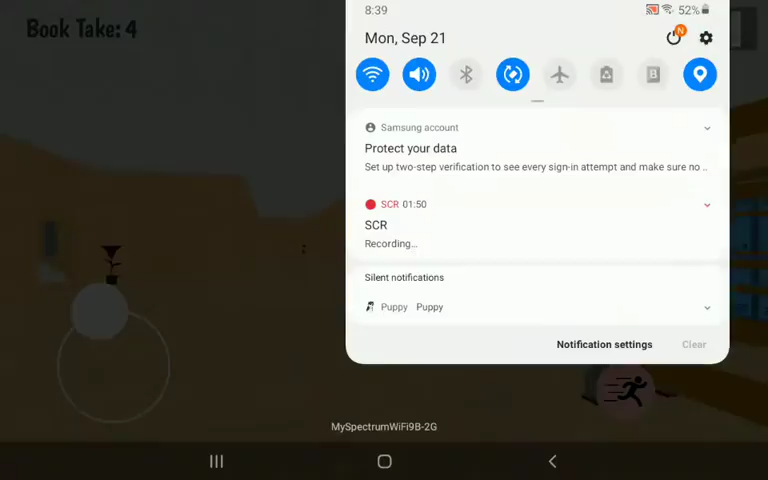 Book Take: 4
8:39
52%
Mon, Sep 21
N
B
Samsung account
Protect your data
Set up two-step verification to see every sign-in attempt and make sure no ..
SCR 01:50
SCR
Recording...
Silent notifications
Puppy Puppy
Notification settings
Clear
MySpectrumWiFi9B-2G